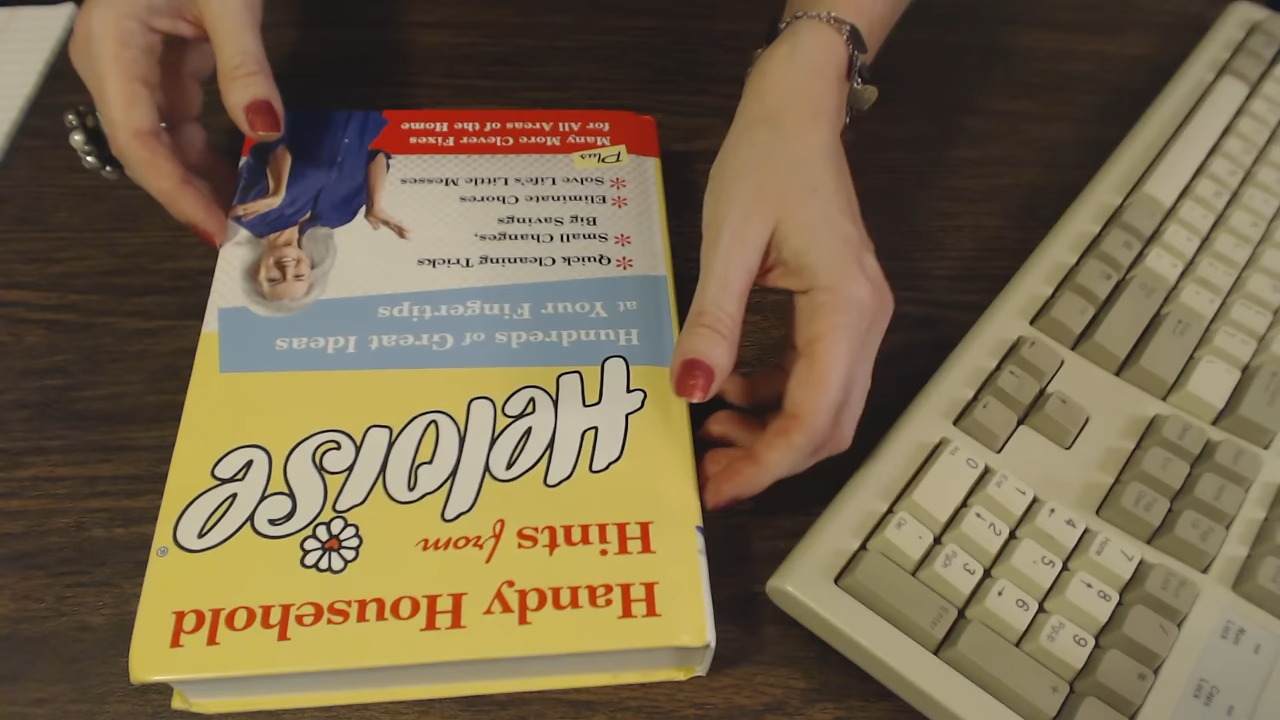 Handy Household
Hints from
Heloise®
Hundreds of Great Ideas
at Your Fingertips
* Quick Cleaning Tricks
* Small Changes,
Big Savings
* Eliminate Chores
* Solve Life's Little Messes
Plus
Many More Clever Fixes
for All Areas of the Home
7 8 9
Home PgUp
4 5 6
1 2 3
End PgDn
0
Ins
Enter
+
/
Num
Lock
Caps
Lock